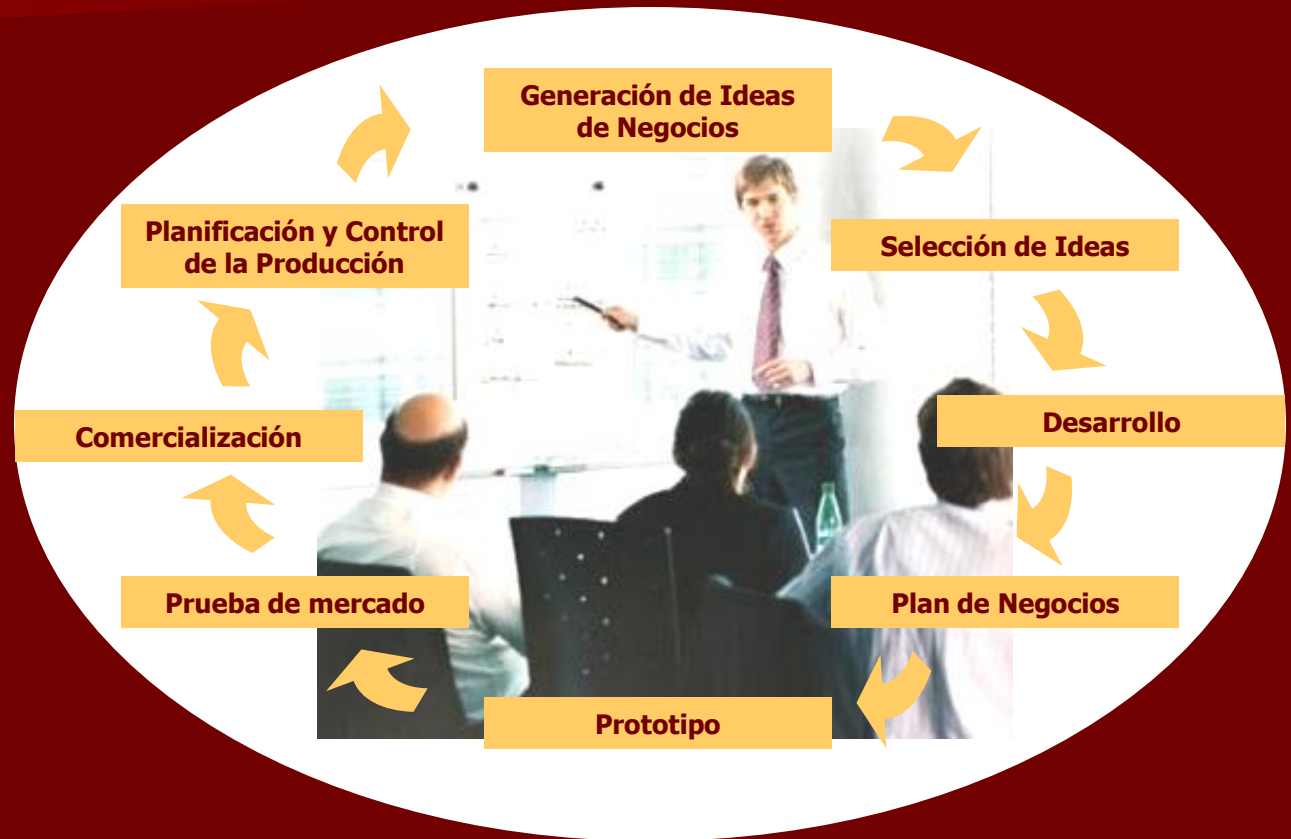 Generación de Ideas
de Negocios
Selección de Ideas
Desarrollo
Plan de Negocios
Prototipo
Prueba de mercado
Comercialización
Planificación y Control
de la Producción